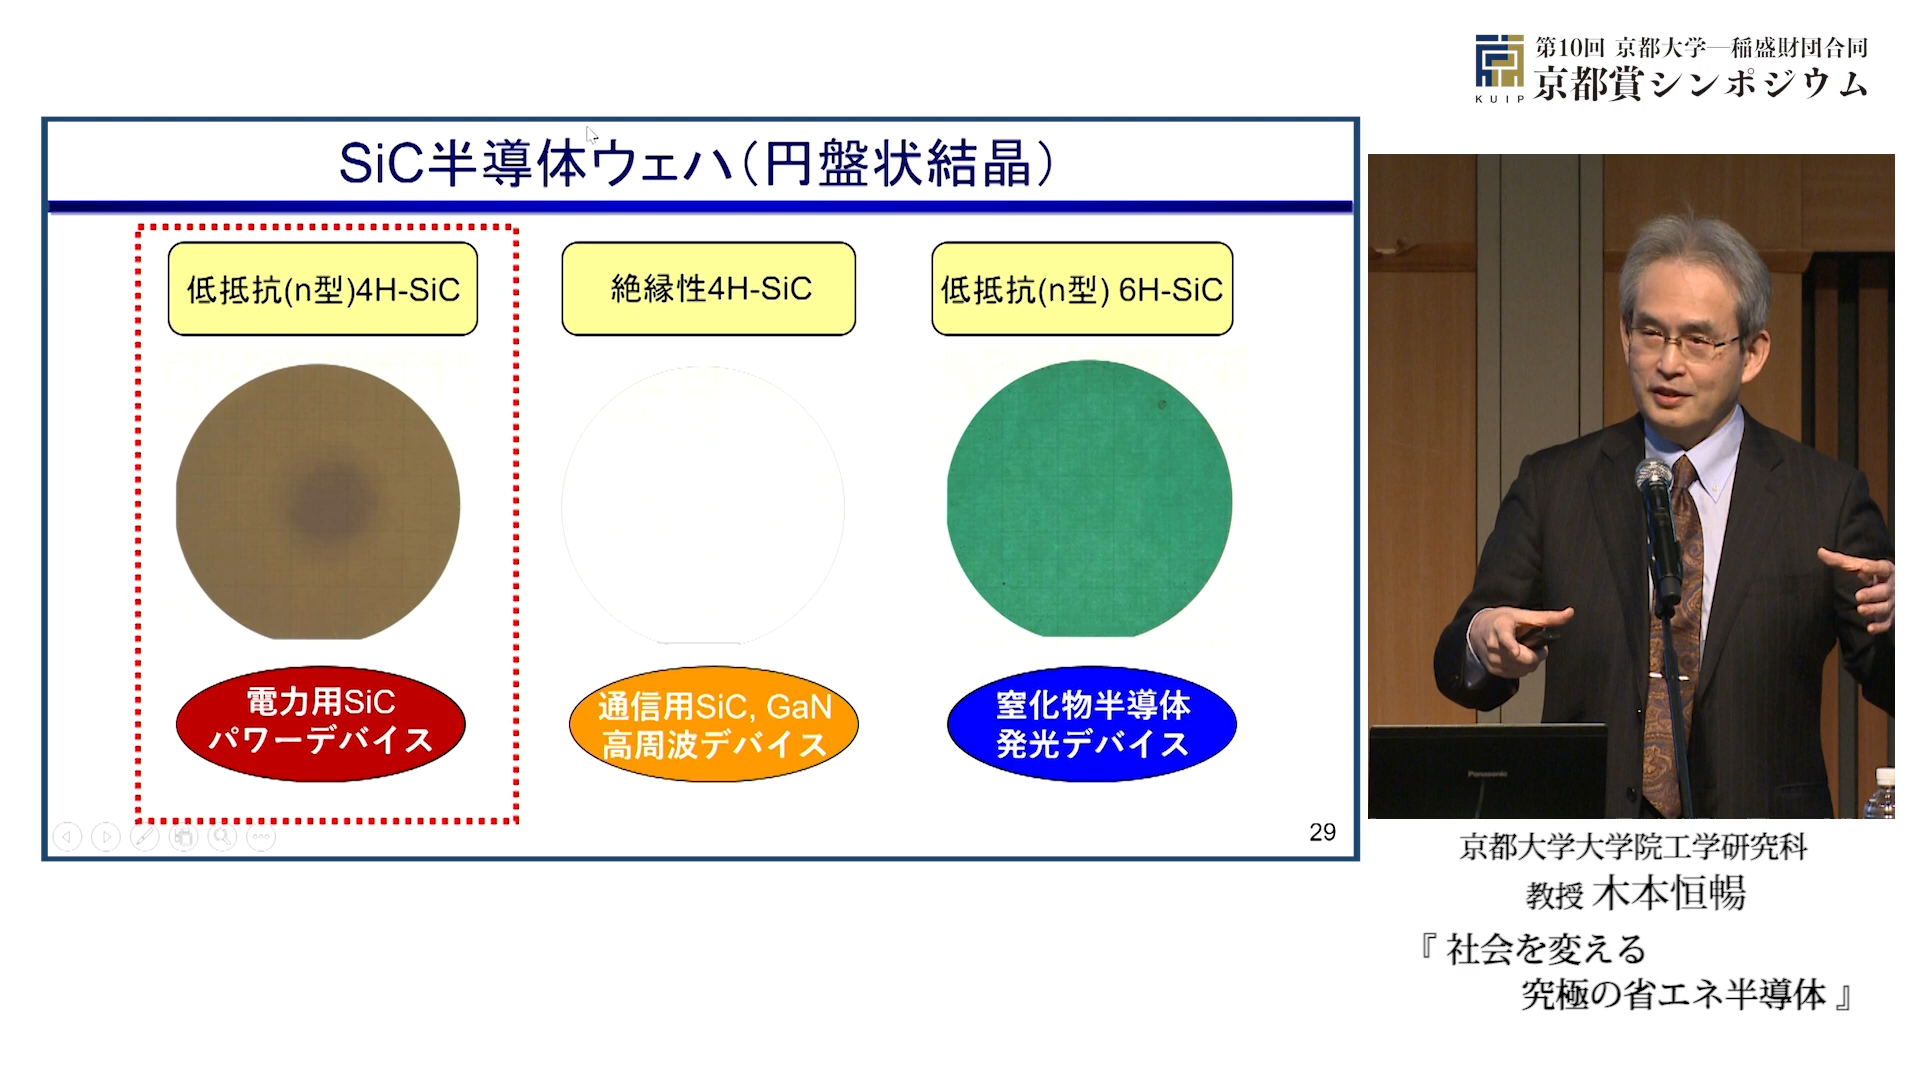 第10回 京都大学―稲盛財団合同
京都賞シンポジウム
KUIP
SiC半導体ウェハ（円盤状結晶）
低抵抗(n型)4H-SiC
絶縁性4H-SiC
低抵抗(n型) 6H-SiC
電力用SiC
パワーデバイス
通信用SiC, GaN
高周波デバイス
窒化物半導体
発光デバイス
29
Panasonic
京都大学大学院工学研究科
教授 木本恒暢
『 社会を変える
究極の省エネ半導体 』